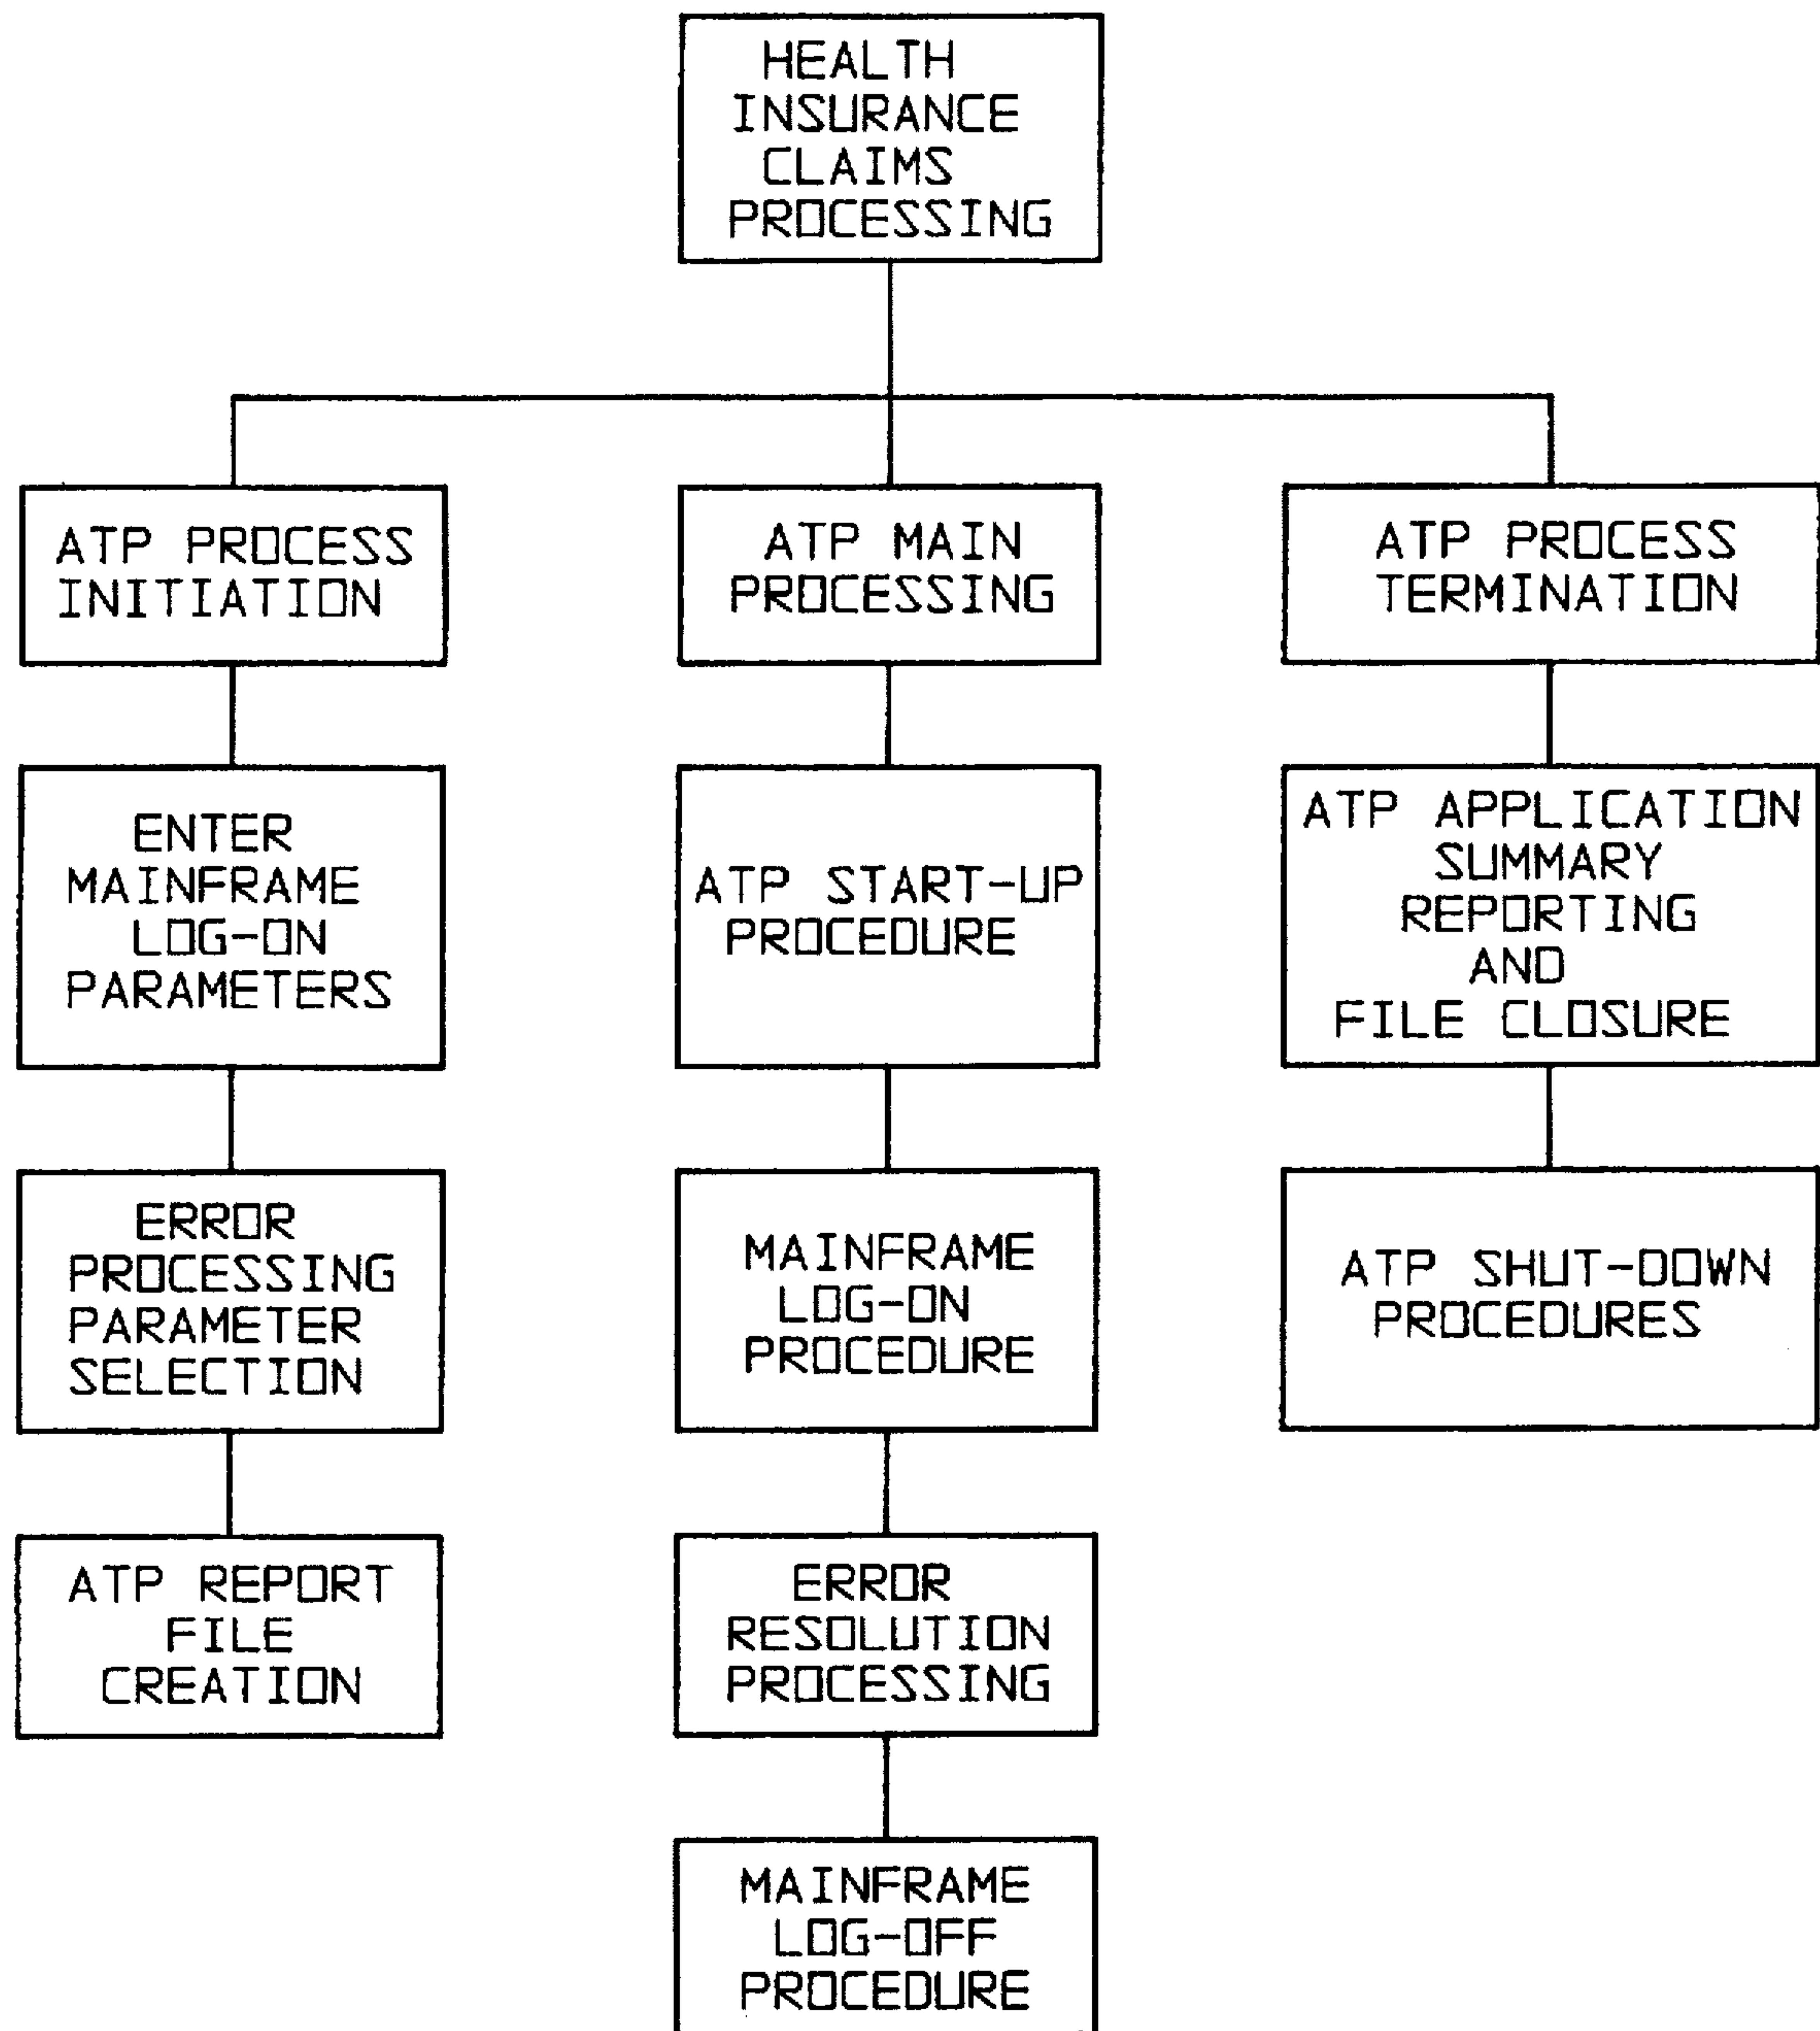 HEALTH
INSURANCE
CLAIMS
PROCESSING
ATP PROCESS
INITIATION
ATP MAIN
PROCESSING
ATP PROCESS
TERMINATION
ENTER
MAINFRAME
LOG-ON
PARAMETERS
ATP START-UP
PROCEDURE
ATP APPLICATION
SUMMARY
REPORTING
AND
FILE CLOSURE
ERROR
PROCESSING
PARAMETER
SELECTION
MAINFRAME
LOG-ON
PROCEDURE
ATP SHUT-DOWN
PROCEDURES
ATP REPORT
FILE
CREATION
ERROR
RESOLUTION
PROCESSING
MAINFRAME
LOG-OFF
PROCEDURE